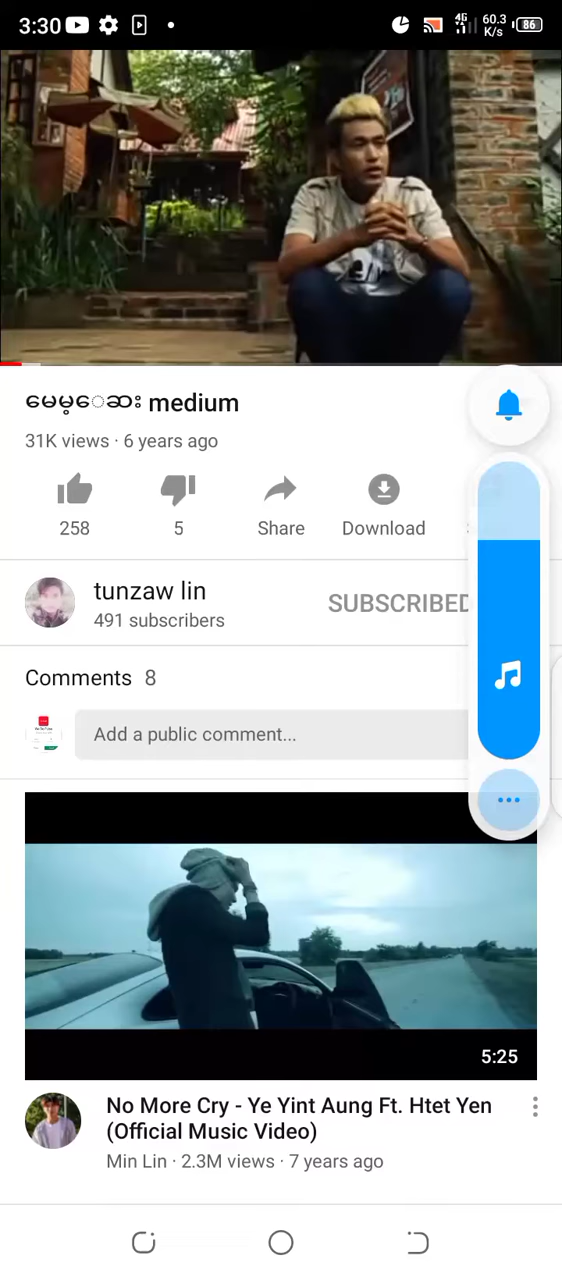 3:30
4G
60.3
K/s
86
မေမ့ေဆး medium
31K views · 6 years ago
258
5
Share
Download
tunzaw lin
SUBSCRIBED
491 subscribers
Comments 8
Add a public comment...
5:25
No More Cry - Ye Yint Aung Ft. Htet Yen
(Official Music Video)
Min Lin · 2.3M views · 7 years ago